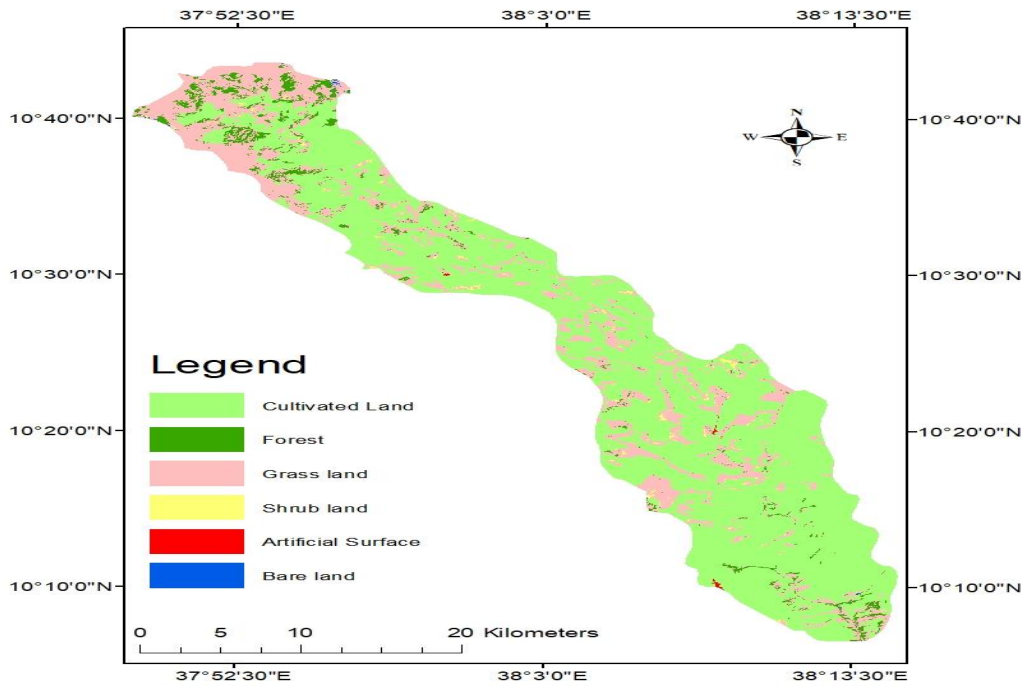 37°52'30"E 38°3'0"E 38°13'30"E
10°40'0"N 10°40'0"N
N
W E
S
10°30'0"N 10°30'0"N
Legend
Cultivated Land
10°20'0"N Forest 10°20'0"N
Grass land
Shrub land
Artificial Surface
10°10'0"N Bare land 10°10'0"N
0 5 10 20 Kilometers
37°52'30"E 38°3'0"E 38°13'30"E